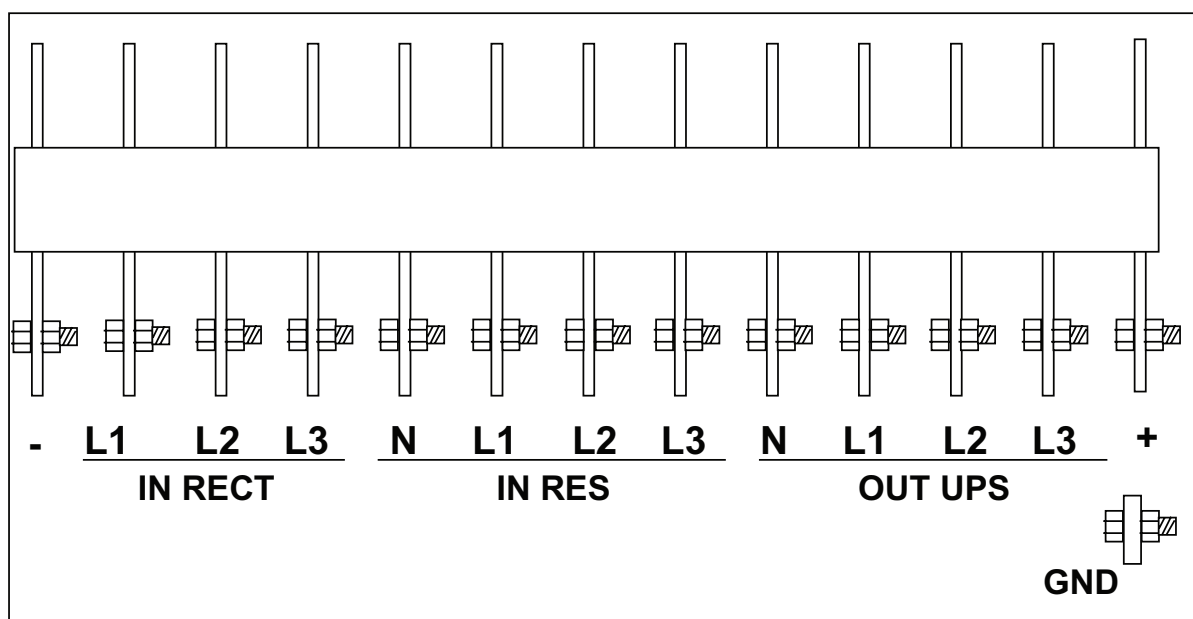 - L1 L2 L3 N L1 L2 L3 N L1 L2 L3 +
IN RECT IN RES OUT UPS
GND